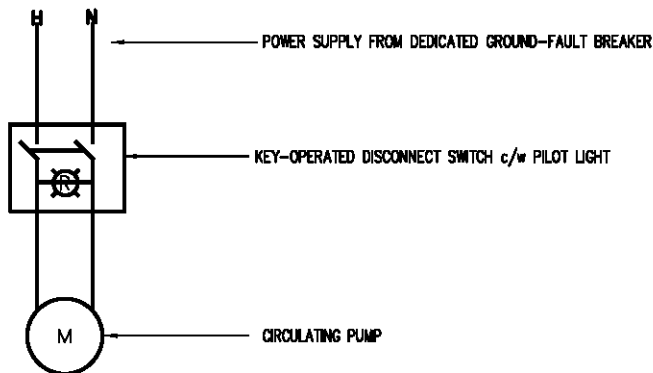 H N
POWER SUPPLY FROM DEDICATED GROUND-FAULT BREAKER
KEY-OPERATED DISCONNECT SWITCH c/w PILOT LIGHT
R
M
CIRCULATING PUMP